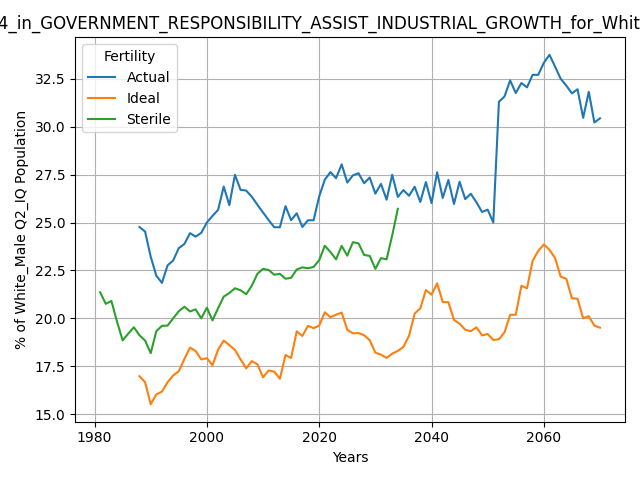 4_in_GOVERNMENT_RESPONSIBILITY_ASSIST_INDUSTRIAL_GROWTH_for_Whit
Fertility
Actual
Ideal
Sterile
32.5
30.0
27.5
25.0
22.5
20.0
17.5
15.0
% of White_Male Q2_IQ Population
1980
2000
2020
2040
2060
Years